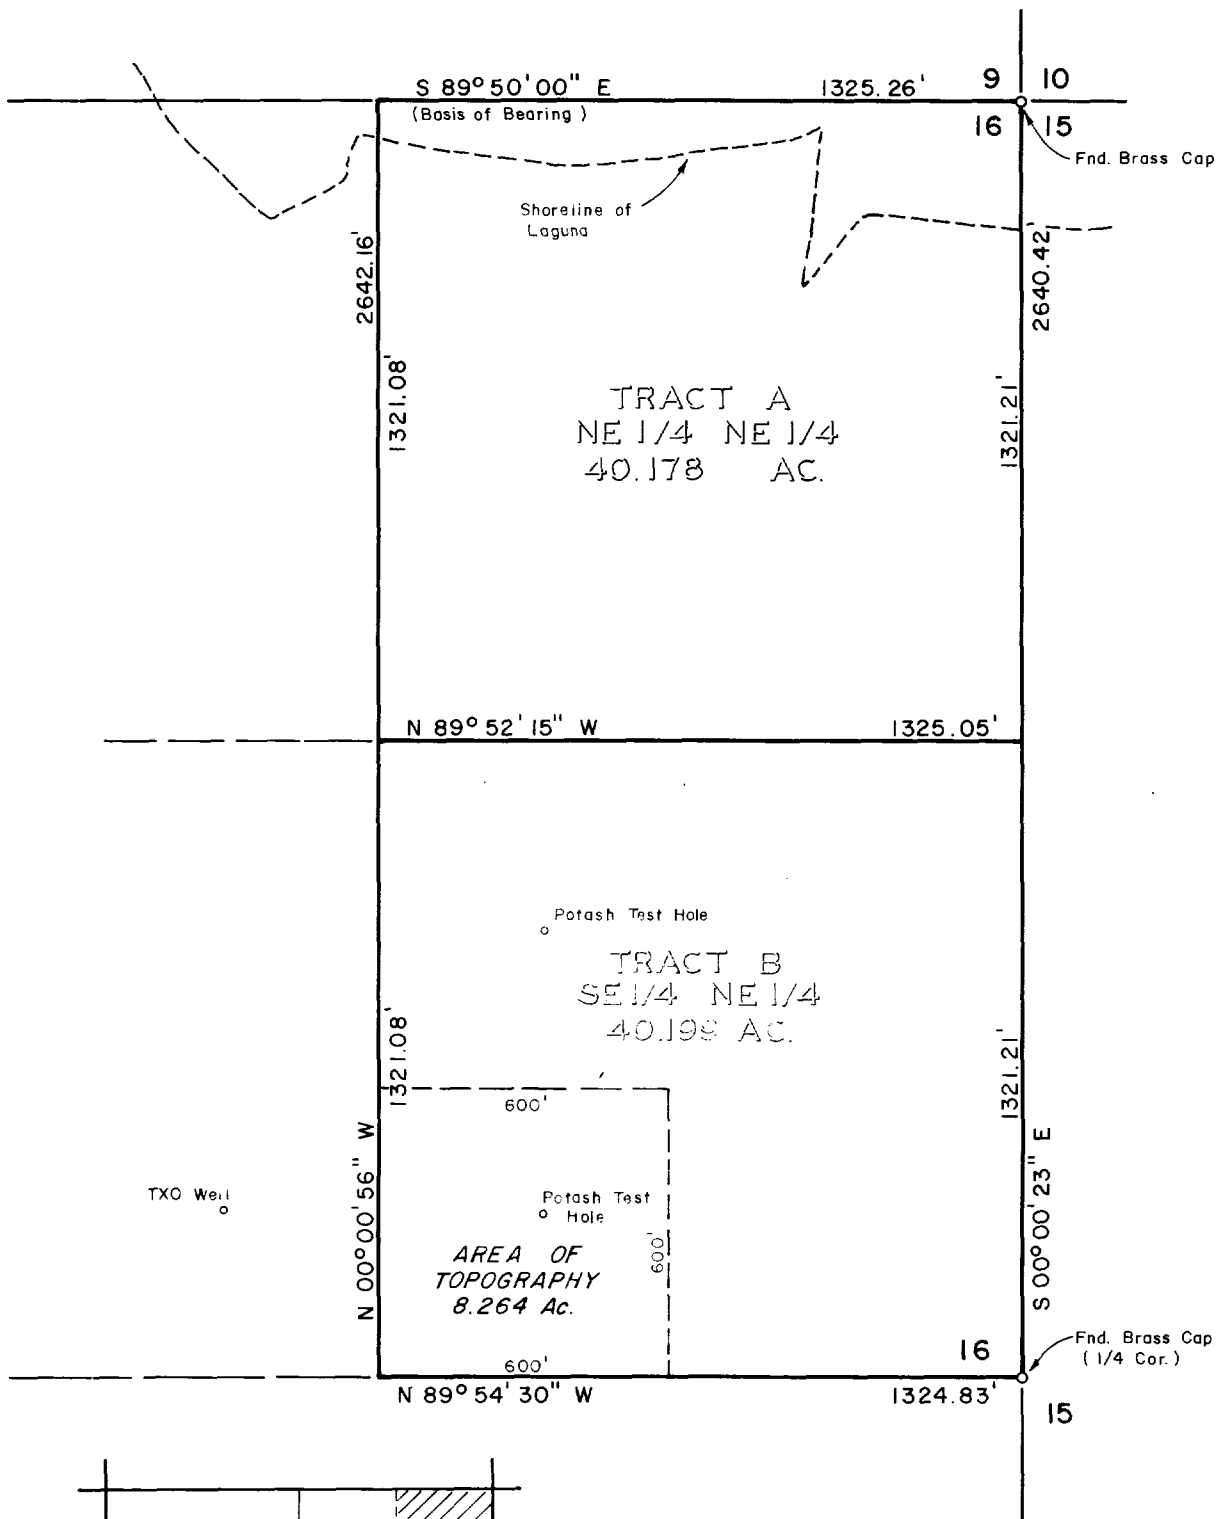 S 89° 50' 00" E 1325.26'
(Basis of Bearing)
9 10
16 15
Fnd. Brass Cap
Shoreline of
Laguna
2642.16'
2640.42'
1321.08'
1321.21'
TRACT A
NE 1/4 NE 1/4
40.178 AC.
N 89° 52' 15" W 1325.05'
Potash Test Hole
TRACT B
SE 1/4 NE 1/4
40.199 AC.
1321.08'
1321.21'
600'
N 00° 00' 56" W
S 00° 00' 23" E
TXO Well
Potash Test
Hole
600'
AREA OF
TOPOGRAPHY
8.264 Ac.
600'
16
Fnd. Brass Cap
(1/4 Cor.)
N 89° 54' 30" W 1324.83'
15